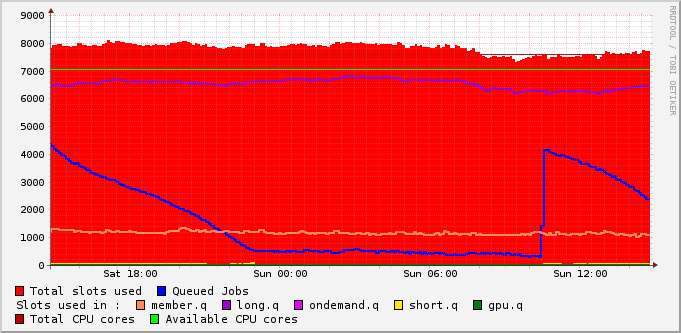 9000
8000
7000
6000
5000
4000
3000
2000
1000
0
Sat 18:00 Sun 00:00 Sun 06:00 Sun 12:00
RRDTOOL / TOBI OETIKER
Total slots used Queued Jobs
Slots used in : member.q long.q ondemand.q short.q gpu.q
Total CPU cores Available CPU cores